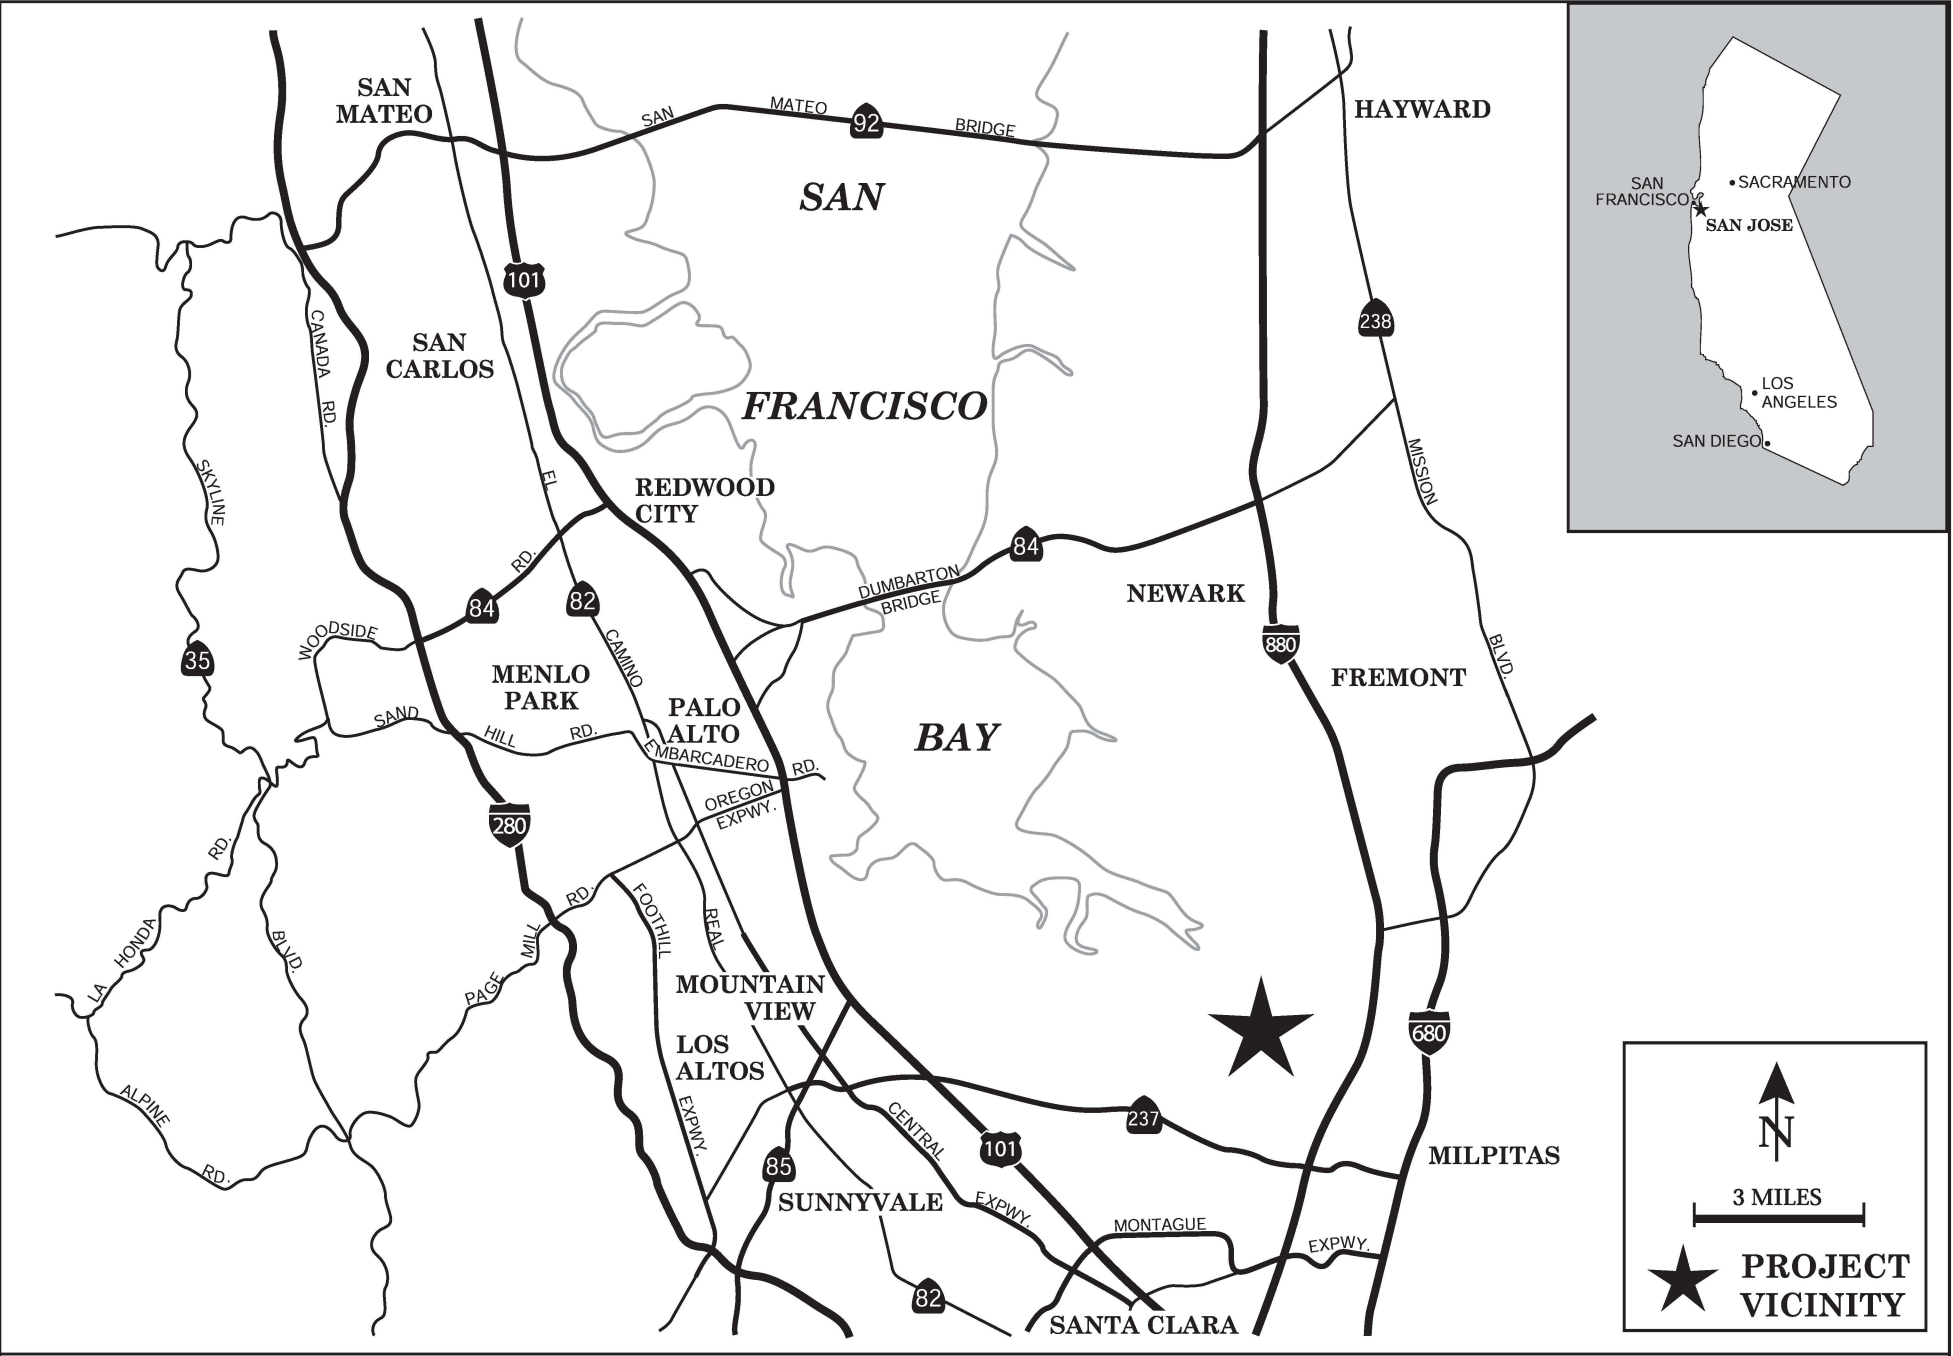 SAN
MATEO
SAN MATEO BRIDGE
92
HAYWARD
SAN
FRANCISCO
BAY
101
238
CANADA RD.
SAN
CARLOS
SKYLINE
EL
REDWOOD
CITY
MISSION
84
DUMBARTON
BRIDGE
NEWARK
RD.
84
82
WOODSIDE
35
CAMINO
880
BLVD.
FREMONT
MENLO
PARK
PALO
ALTO
SAND HILL RD.
EMBARCADERO RD.
OREGON
EXPWY.
280
RD.
LA HONDA
BLVD.
PAGE MILL RD.
FOOTHILL
REAL
MOUNTAIN
VIEW
LOS
ALTOS
680
EXPWY.
ALPINE
RD.
CENTRAL
EXPWY.
237
101
85
MILPITAS
SUNNYVALE
MONTAGUE
EXPWY.
82
SANTA CLARA
SAN
FRANCISCO
SACRAMENTO
SAN JOSE
LOS
ANGELES
SAN DIEGO
N
3 MILES
PROJECT
VICINITY